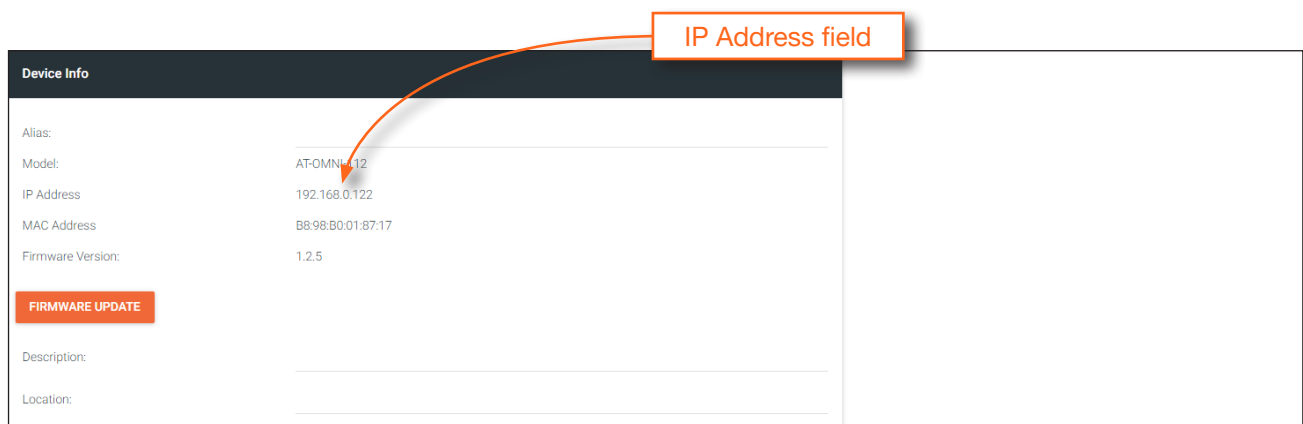 IP Address field
Device Info
Alias:
Model: AT-OMNI-112
IP Address 192.168.0.122
MAC Address B8:98:B0:01:87:17
Firmware Version: 1.2.5
FIRMWARE UPDATE
Description:
Location: